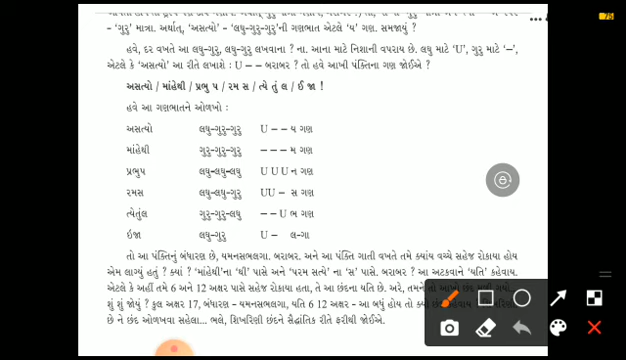 - 'ગુરુ' માત્રા. અર્થાત્, 'અસત્યો' - 'લઘુ-ગુરુ-ગુરુ'ની ગણભાત એટલે 'ય' ગણ. સમજાયું ?
હવે, દર વખતે આ લઘુ-ગુરુ, લઘુ-ગુરુ લખવાના ? ના. આના માટે નિશાની વપરાય છે. લઘુ માટે 'U', ગુરુ માટે '–',
એટલે કે 'અસત્યો' આ રીતે લખાશે : U – – બરાબર ? તો હવે આખી પંક્તિના ગણ જોઈએ ?
અસત્યો / માંહેથી / પ્રભુ પ / રમ સ / ત્યે તું લ / ઈ જા !
હવે આ ગણભાતને ઓળખો :
અસત્યો લઘુ-ગુરુ-ગુરુ U – – ય ગણ
માંહેથી ગુરુ-ગુરુ-ગુરુ – – – મ ગણ
પ્રભુપ લઘુ-લઘુ-લઘુ U U U ન ગણ
રમસ લઘુ-લઘુ-ગુરુ UU – સ ગણ
ત્યેતુંલ ગુરુ-ગુરુ-લઘુ – – U ભ ગણ
ઈજા લઘુ-ગુરુ U – લ-ગા
તો આ પંક્તિનું બંધારણ છે, યમનસભલગા. બરાબર. અને આ પંક્તિ ગાતી વખતે તમે ક્યાંય વચ્ચે સહેજ રોકાયા હોય
એમ લાગ્યું હતું ? ક્યાં ? 'માંહેથી'ના 'થી' પાસે અને 'પરમ સત્યે' ના 'સ' પાસે. બરાબર ? આ અટકવાને 'યતિ' કહેવાય.
એટલે કે અહીં તમે 6 અને 12 અક્ષર પાસે સહેજ રોકાયા હતા, તે આ છંદના યતિ છે. અરે, તમને તો આખો છંદ
શું શું જોયું ? કુલ અક્ષર 17, બંધારણ - યમનસભલગા, યતિ 6 12 અક્ષર - આ બધું હોય તો ક્યો છંદ
છે ને છંદ ઓળખવા સહેલા... ભલે, શિખરિણી છંદને સૈદ્ધાંતિક રીતે ફરીથી જોઈએ.
75